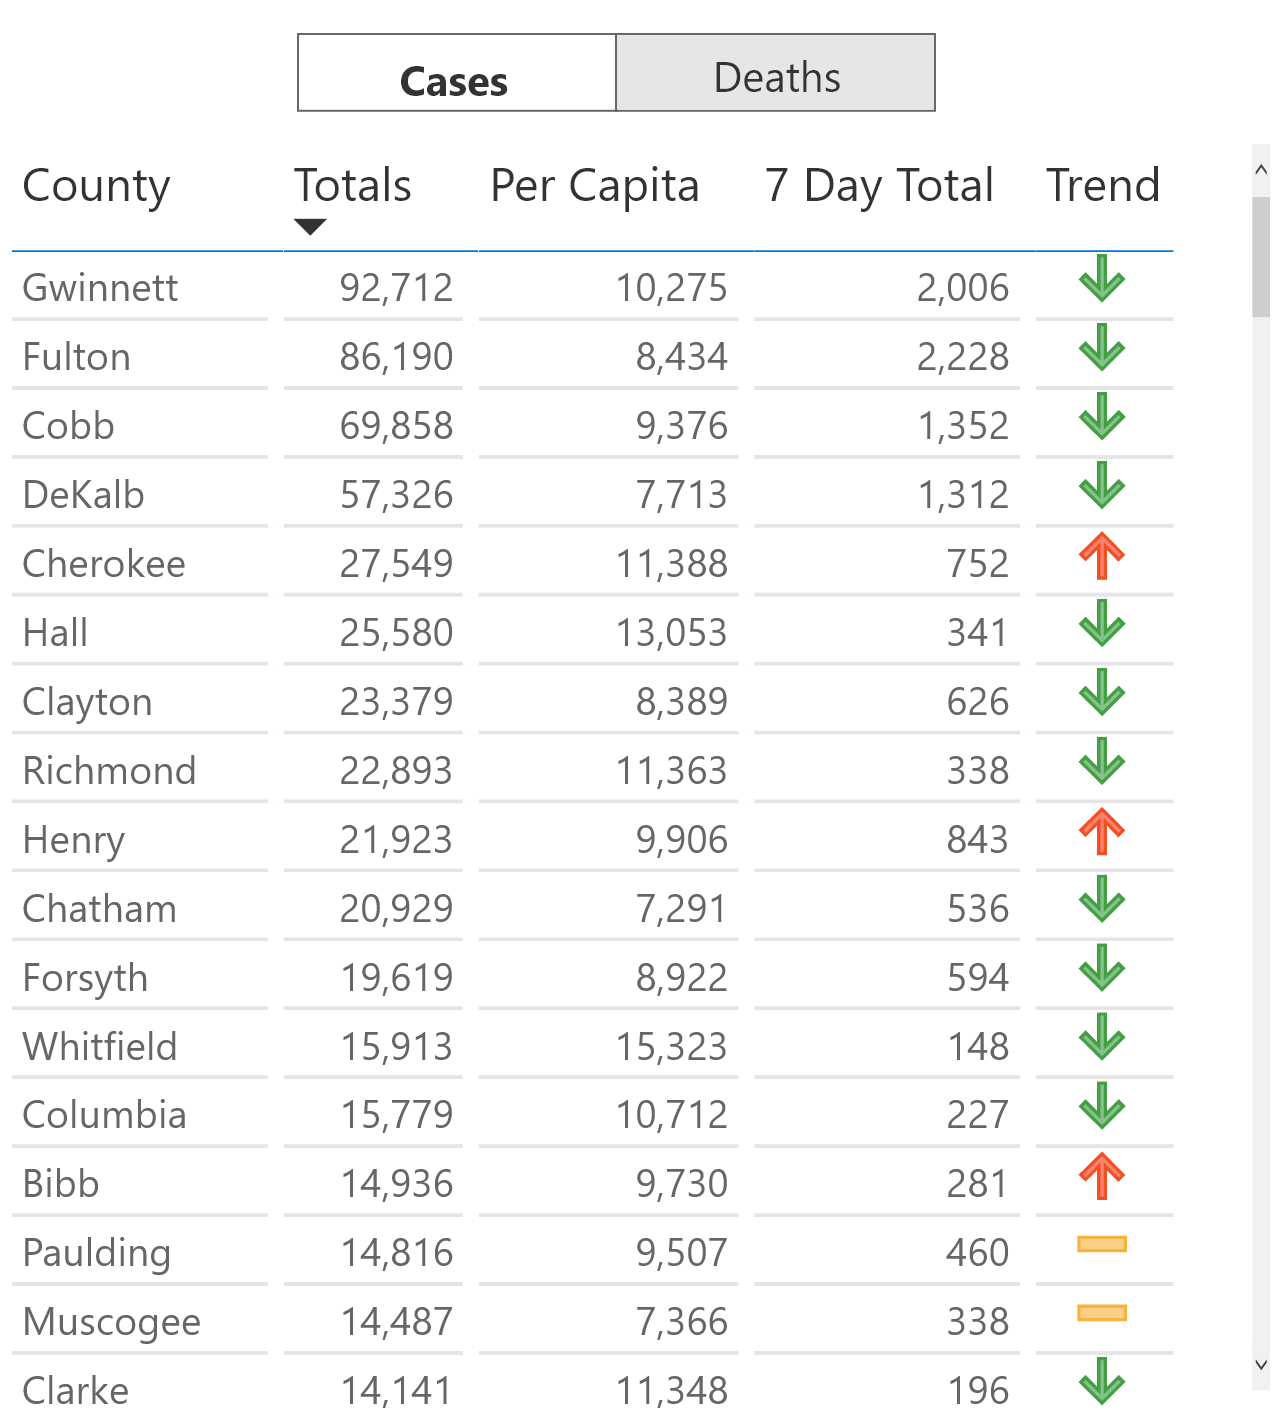 Cases Deaths
County Totals Per Capita 7 Day Total Trend
Gwinnett 92,712 10,275 2,006
Fulton 86,190 8,434 2,228
Cobb 69,858 9,376 1,352
DeKalb 57,326 7,713 1,312
Cherokee 27,549 11,388 752
Hall 25,580 13,053 341
Clayton 23,379 8,389 626
Richmond 22,893 11,363 338
Henry 21,923 9,906 843
Chatham 20,929 7,291 536
Forsyth 19,619 8,922 594
Whitfield 15,913 15,323 148
Columbia 15,779 10,712 227
Bibb 14,936 9,730 281
Paulding 14,816 9,507 460
Muscogee 14,487 7,366 338
Clarke 14,141 11,348 196